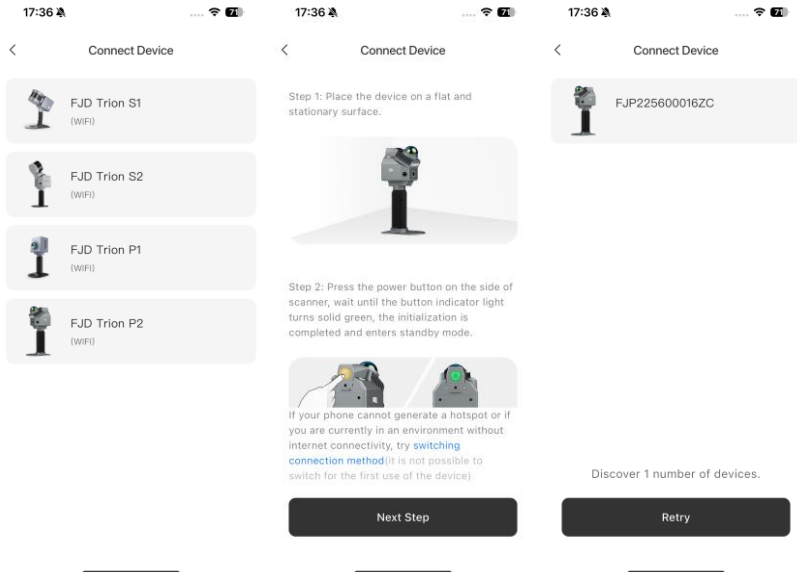 17:36
71
Connect Device
FJD Trion S1
(WIFI)
FJD Trion S2
(WIFI)
FJD Trion P1
(WIFI)
FJD Trion P2
(WIFI)
17:36
71
Connect Device
Step 1: Place the device on a flat and
stationary surface.
Step 2: Press the power button on the side of
scanner, wait until the button indicator light
turns solid green, the initialization is
completed and enters standby mode.
If your phone cannot generate a hotspot or if
you are currently in an environment without
internet connectivity, try switching
connection method(it is not possible to
switch for the first use of the device)
Next Step
17:36
71
Connect Device
FJP225600016ZC
Discover 1 number of devices.
Retry